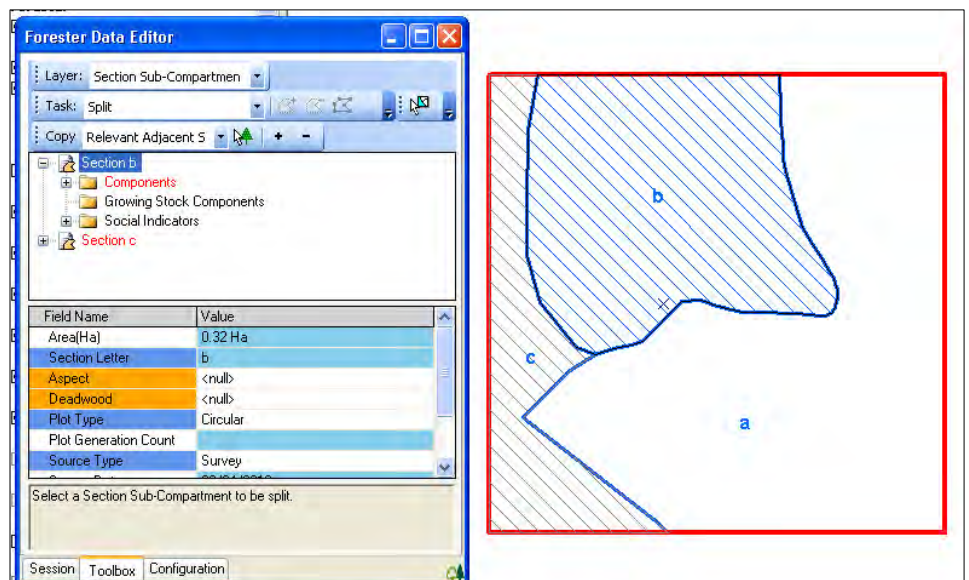 Forester Data Editor
Layer: Section Sub-Compartmen
Task: Split
Copy Relevant Adjacent S + -
Section b
Components
Growing Stock Components
Social Indicators
Section c
Field Name Value
Area(Ha) 0.32 Ha
Section Letter b
Aspect <null>
Deadwood <null>
Plot Type Circular
Plot Generation Count
Source Type Survey
Select a Section Sub-Compartment to be split.
Session Toolbox Configuration
b
c
a